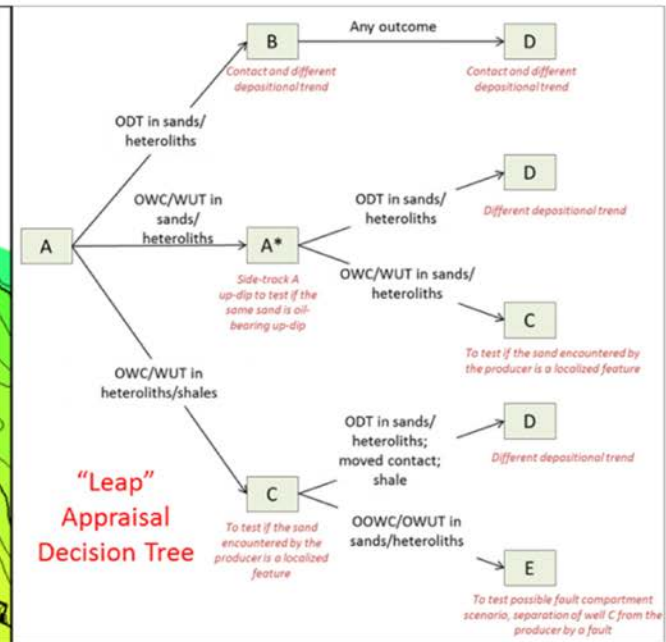 B
Any outcome
D
Contact and different
depositional trend
Contact and different
depositional trend
ODT in sands/
heteroliths
D
Different depositional trend
OWC/WUT in
sands/
heteroliths
ODT in sands/
heteroliths
A
A*
Side-track A
up-dip to test if the
same sand is oil-
bearing up-dip
OWC/WUT in sands/
heteroliths
C
To test if the sand encountered by
the producer is a localized feature
OWC/WUT in
heteroliths/shales
ODT in sands/
heteroliths;
moved contact;
shale
D
Different depositional trend
"Leap"
Appraisal
Decision Tree
C
To test if the sand
encountered by the
producer is a localized
feature
OOWC/OWUT in
sands/heteroliths
E
To test possible fault compartment
scenario, separation of well C from the
producer by a fault